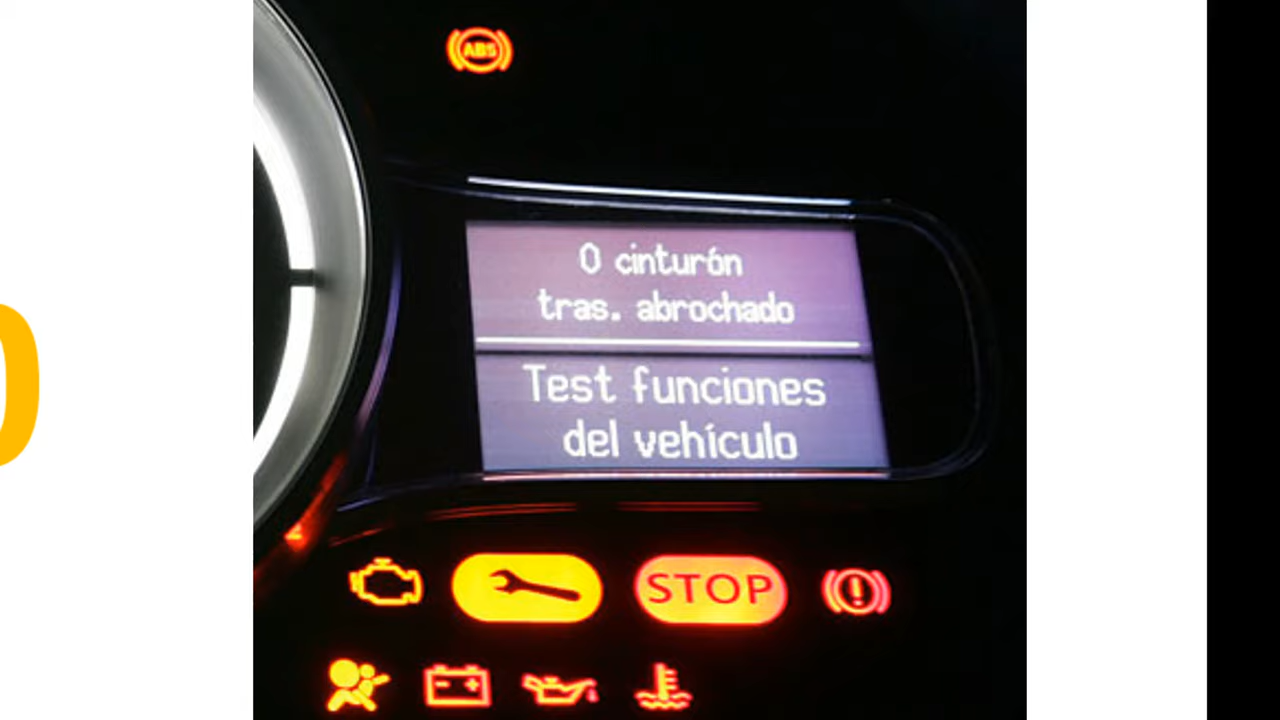 ABS
0 cinturón
tras. abrochado
Test funciones
del vehículo
STOP